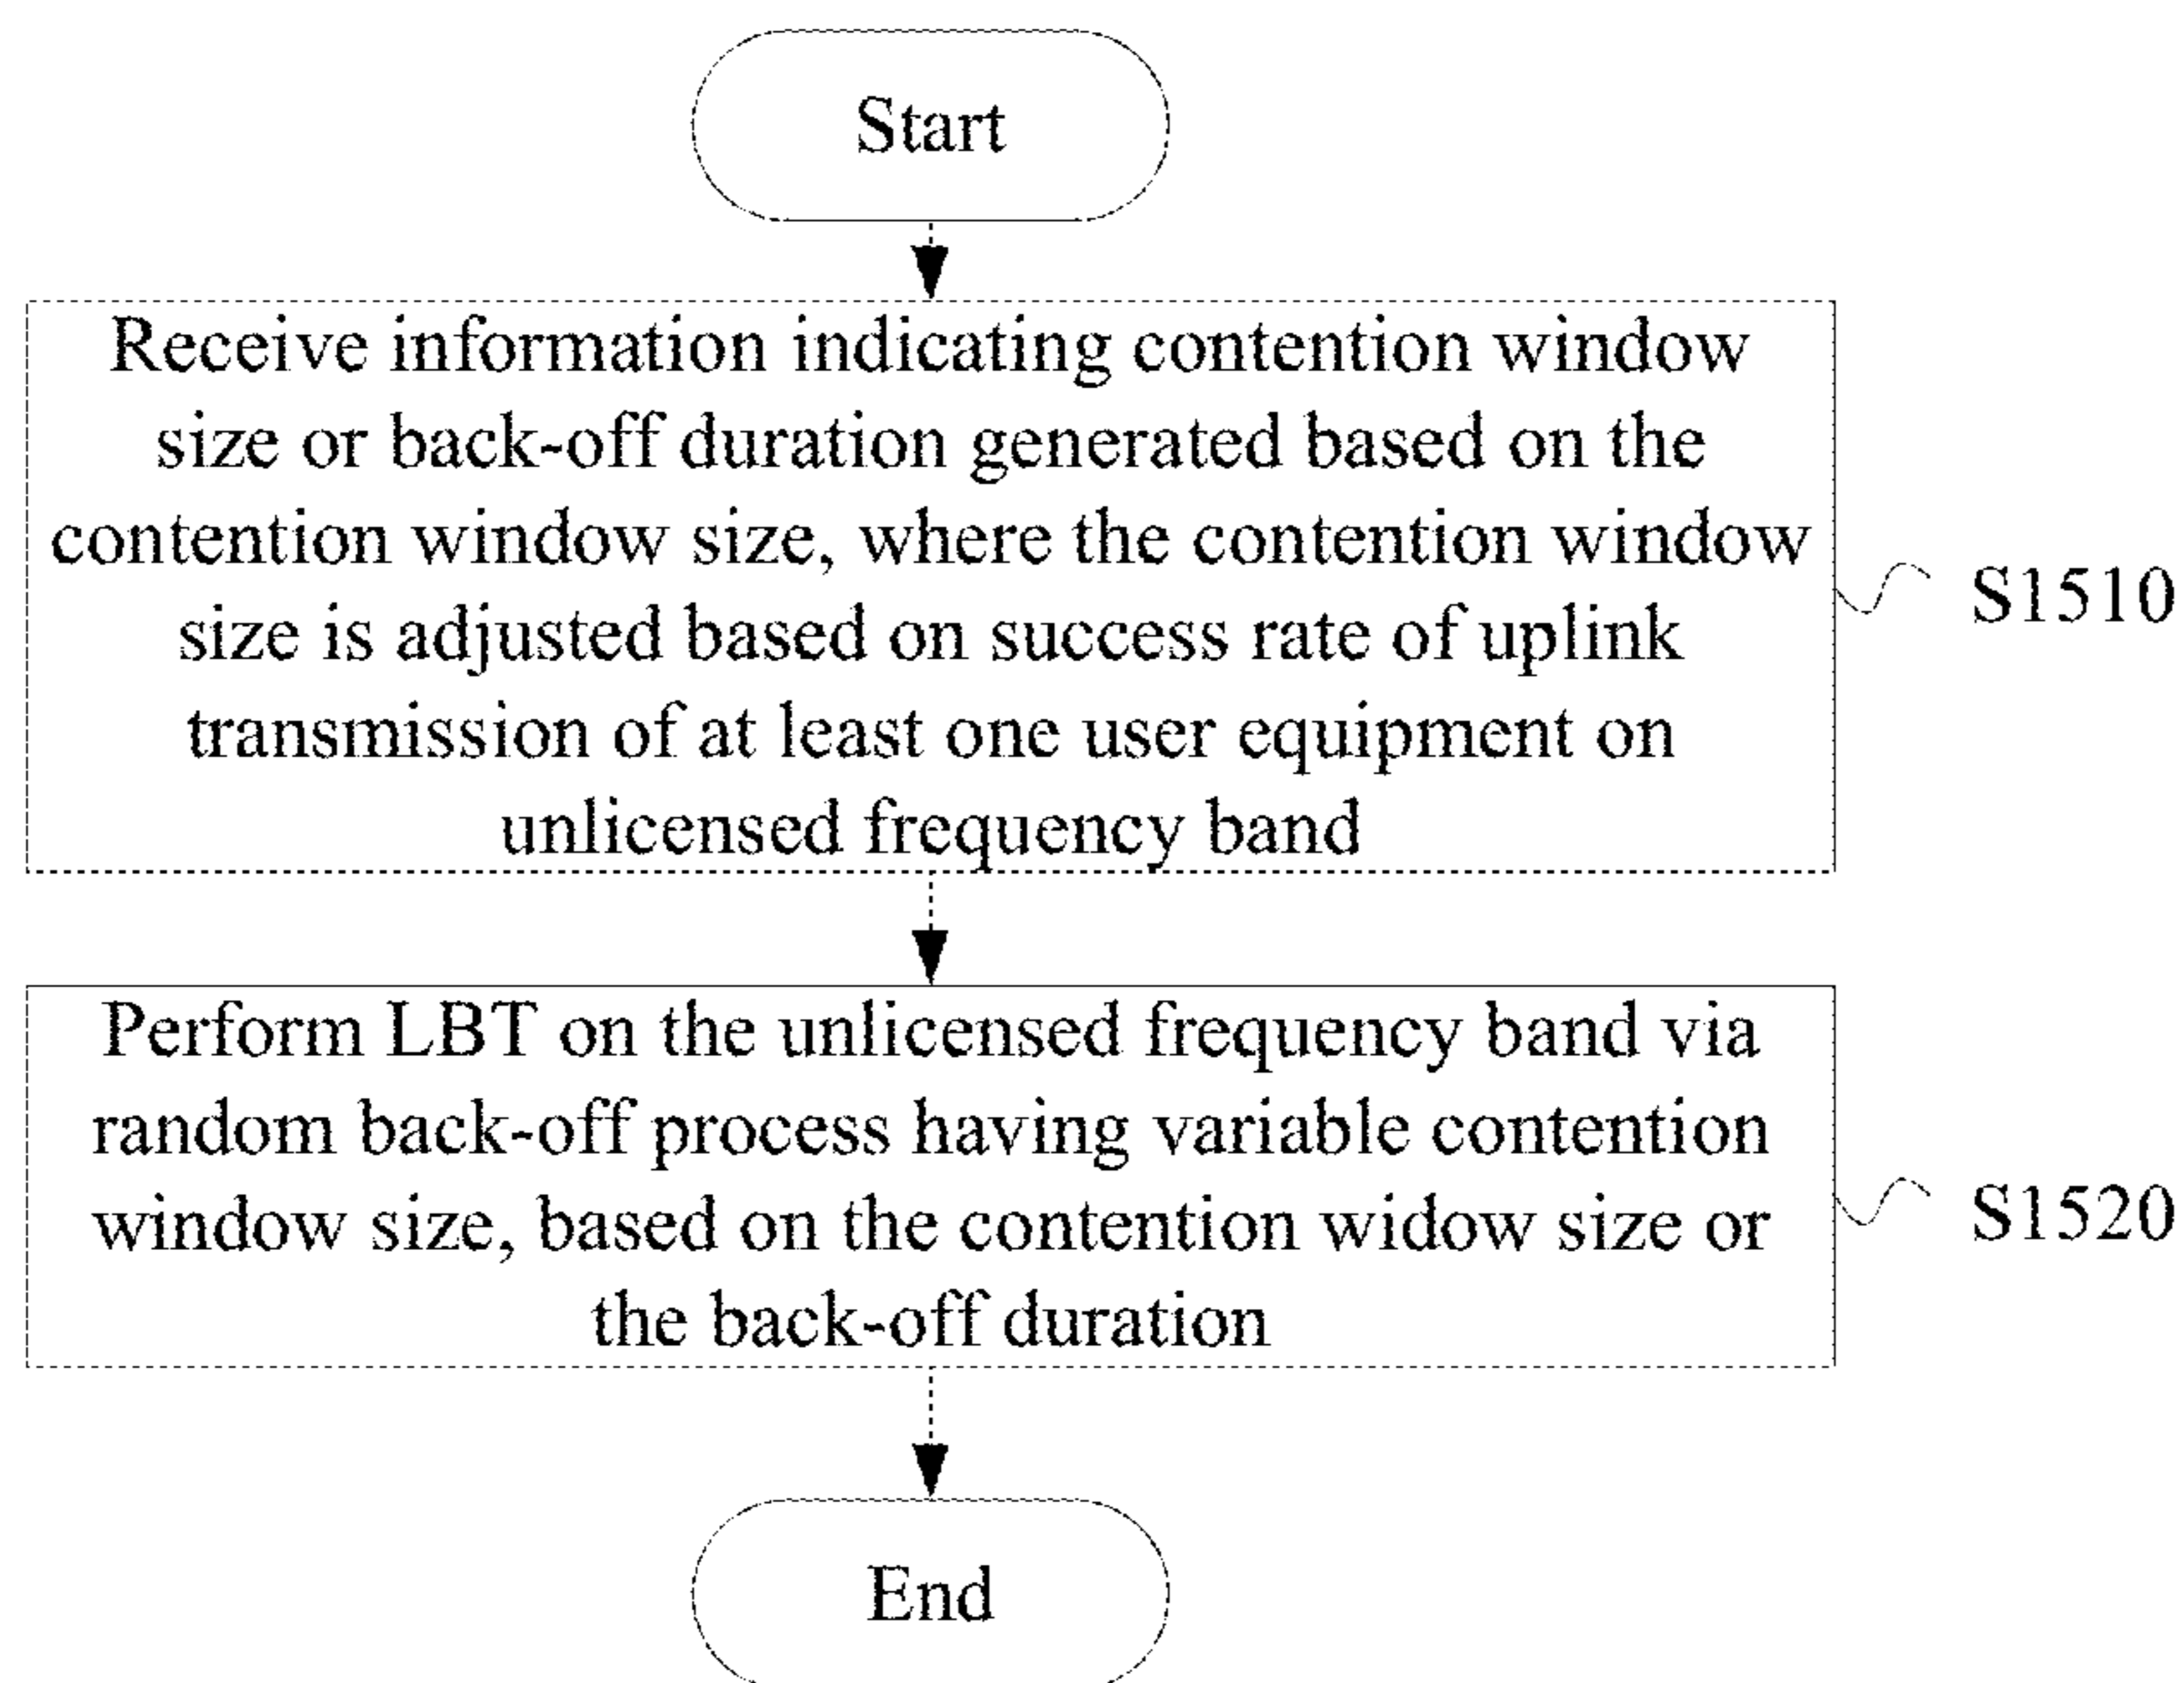 Start
Receive information indicating contention window
size or back-off duration generated based on the
contention window size, where the contention window
size is adjusted based on success rate of uplink
transmission of at least one user equipment on
unlicensed frequency band
S1510
Perform LBT on the unlicensed frequency band via
random back-off process having variable contention
window size, based on the contention widow size or
the back-off duration
S1520
End